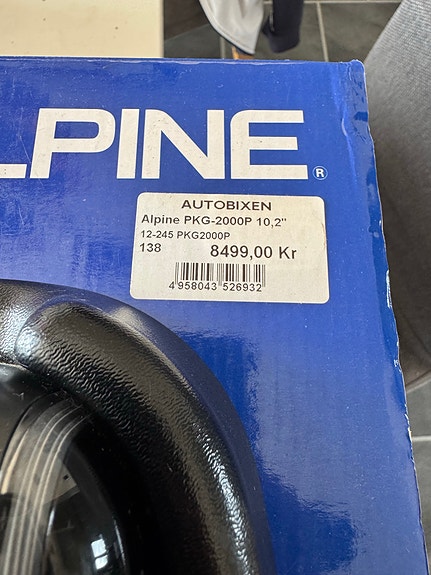 LPINE®
AUTOBIXEN
Alpine PKG-2000P 10,2"
12-245 PKG2000P
138 8499,00 Kr
4 958043 526932